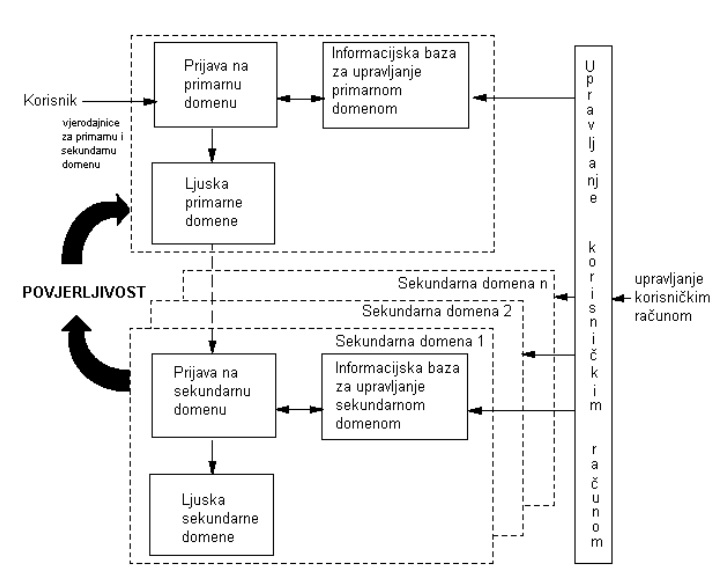 Prijava na
primarnu
domenu
Informacijska baza
za upravljanje
primarnom
domenom
Korisnik
vjerodajnice
za primarnu i
sekundarnu
domenu
Ljuska
primarne
domene
POVJERLJIVOST
Sekundarna domena n
Sekundarna domena 2
Sekundarna domena 1
Prijava na
sekundarnu
domenu
Informacijska baza
za upravljanje
sekundarnom
domenom
Ljuska
sekundarne
domene
Upravljanje korisničkim računom
upravljanje
korisničkim
računom